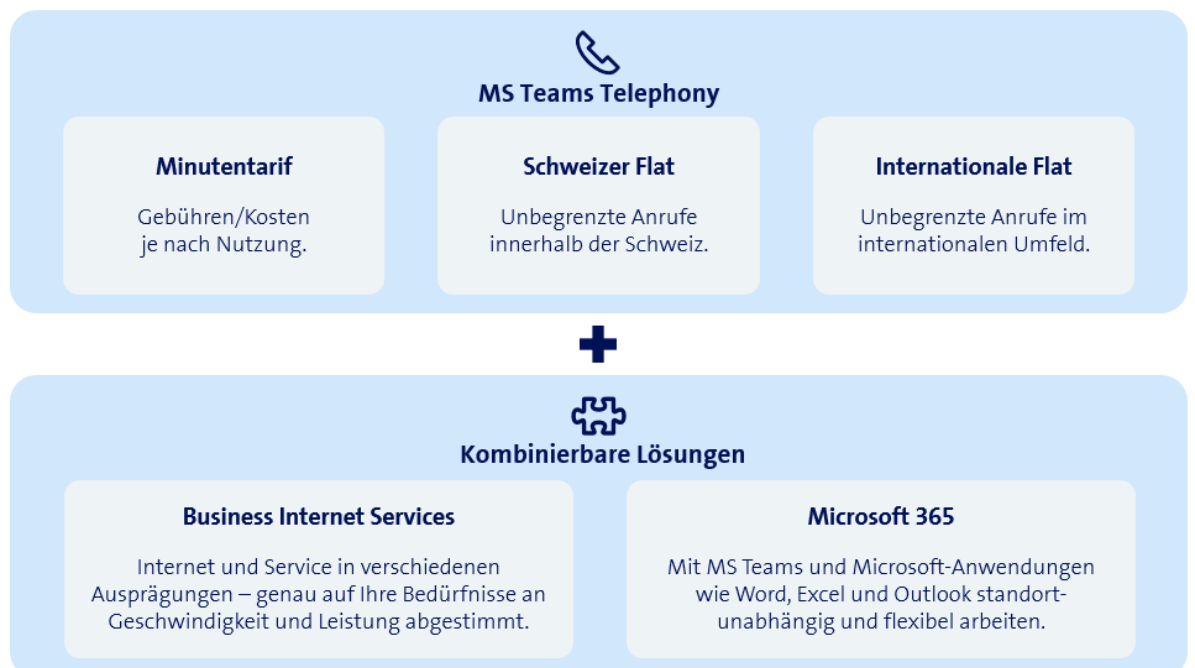 MS Teams Telephony
Minutentarif
Gebühren/Kosten
je nach Nutzung.
Schweizer Flat
Unbegrenzte Anrufe
innerhalb der Schweiz.
Internationale Flat
Unbegrenzte Anrufe im
internationalen Umfeld.
Kombinierbare Lösungen
Business Internet Services
Internet und Service in verschiedenen
Ausprägungen – genau auf Ihre Bedürfnisse an
Geschwindigkeit und Leistung abgestimmt.
Microsoft 365
Mit MS Teams und Microsoft-Anwendungen
wie Word, Excel und Outlook standort-
unabhängig und flexibel arbeiten.